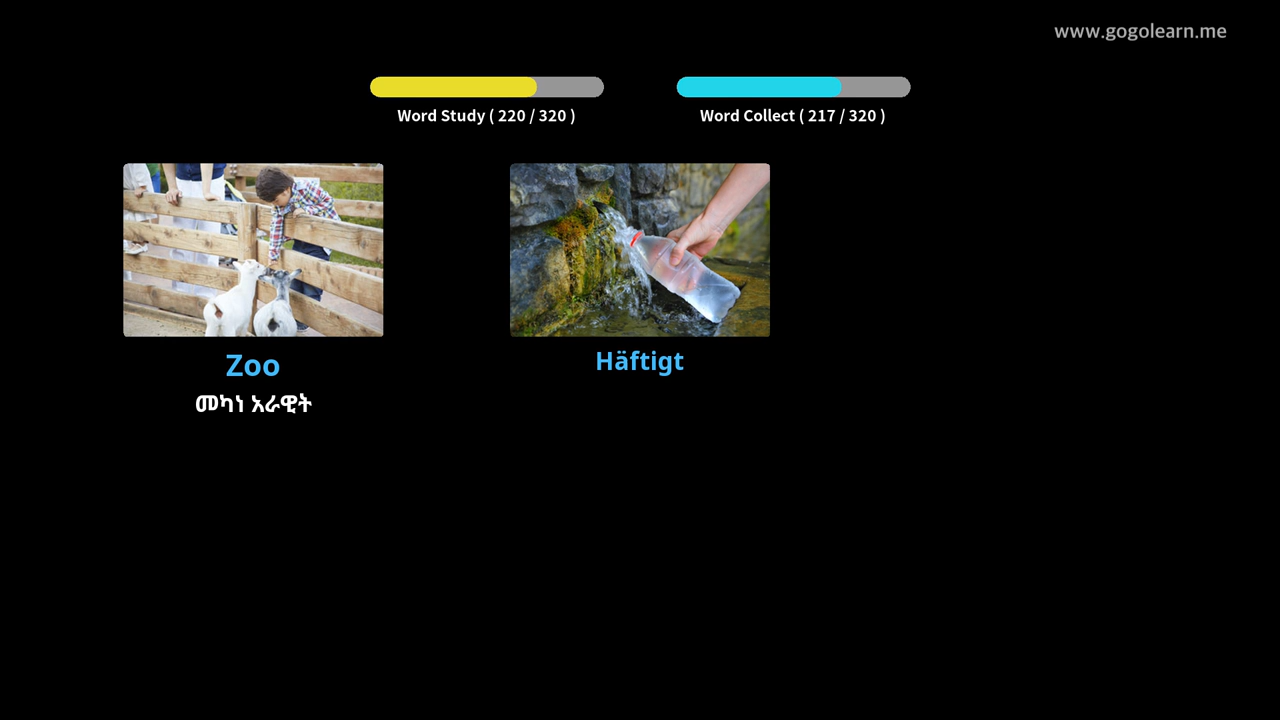 www.gogolearn.me
Word Study ( 220 / 320 )
Word Collect ( 217 / 320 )
Zoo
መካነ አራዊት
Häftigt